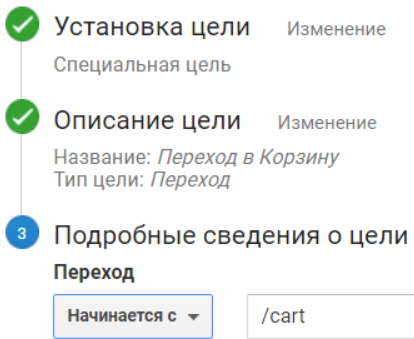 Установка цели Изменение
Специальная цель
Описание цели Изменение
Название: Переход в Корзину
Тип цели: Переход
3 Подробные сведения о цели
Переход
Начинается с /cart